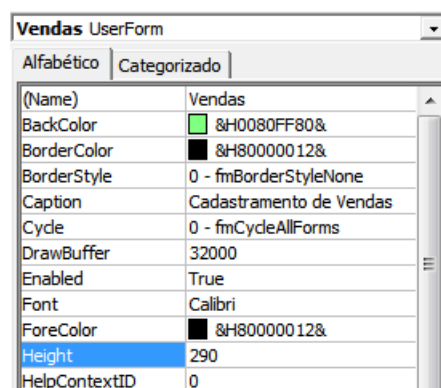 Vendas UserForm
Alfabético Categorizado
(Name) Vendas
BackColor &H0080FF80&
BorderColor &H80000012&
BorderStyle 0 - fmBorderStyleNone
Caption Cadastramento de Vendas
Cycle 0 - fmCycleAllForms
DrawBuffer 32000
Enabled True
Font Calibri
ForeColor &H80000012&
Height 290
HelpContextID 0